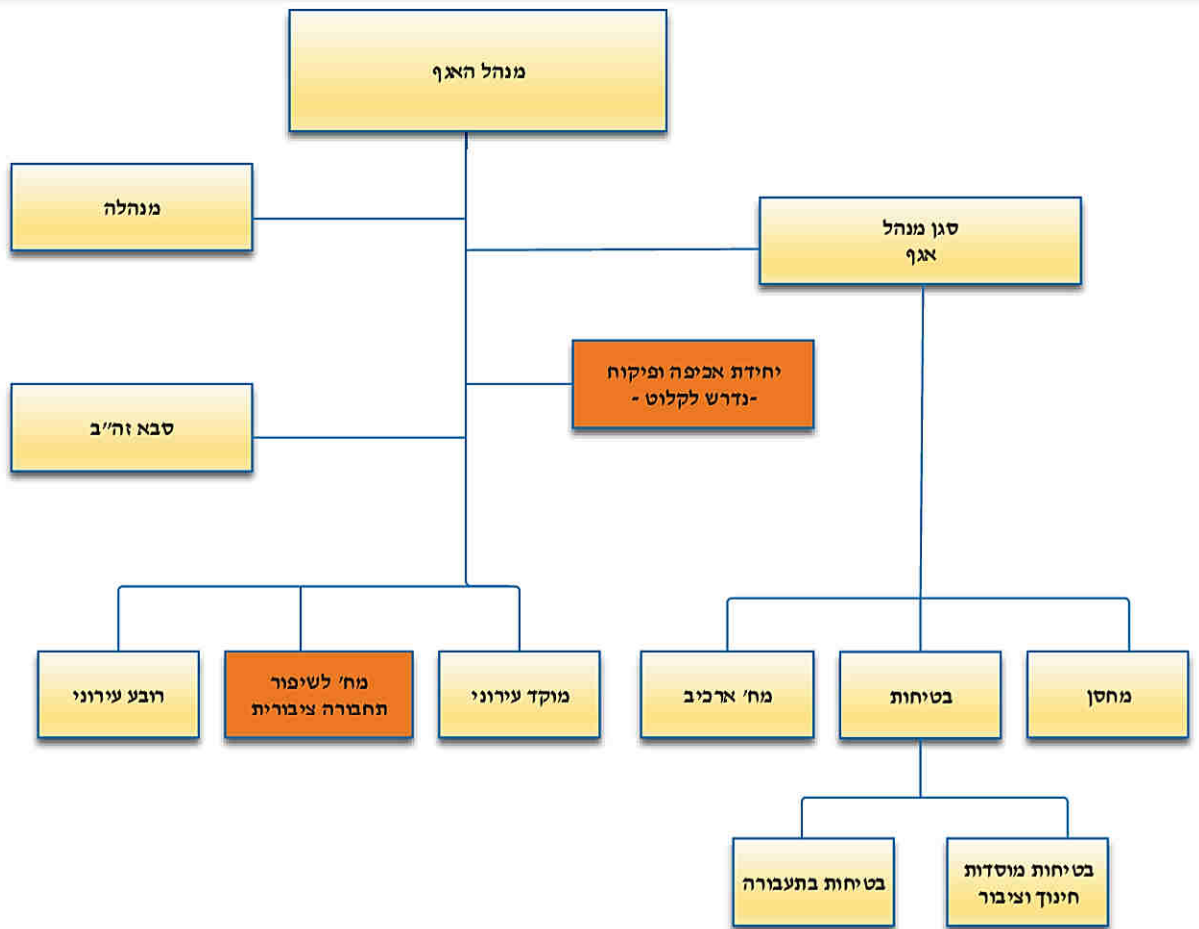 מנהל האגף
מנהלה
סגן מנהל
אגף
יחידת אכיפה ופיקוח
-נדרש לקלוט -
סבא זה"ב
מוקד עירוני
מח' לשיפור
תחבורה ציבורית
רובע עירוני
מחסן
בטיחות
מח' ארכיב
בטיחות מוסדות
חינוך וציבור
בטיחות בתעבורה